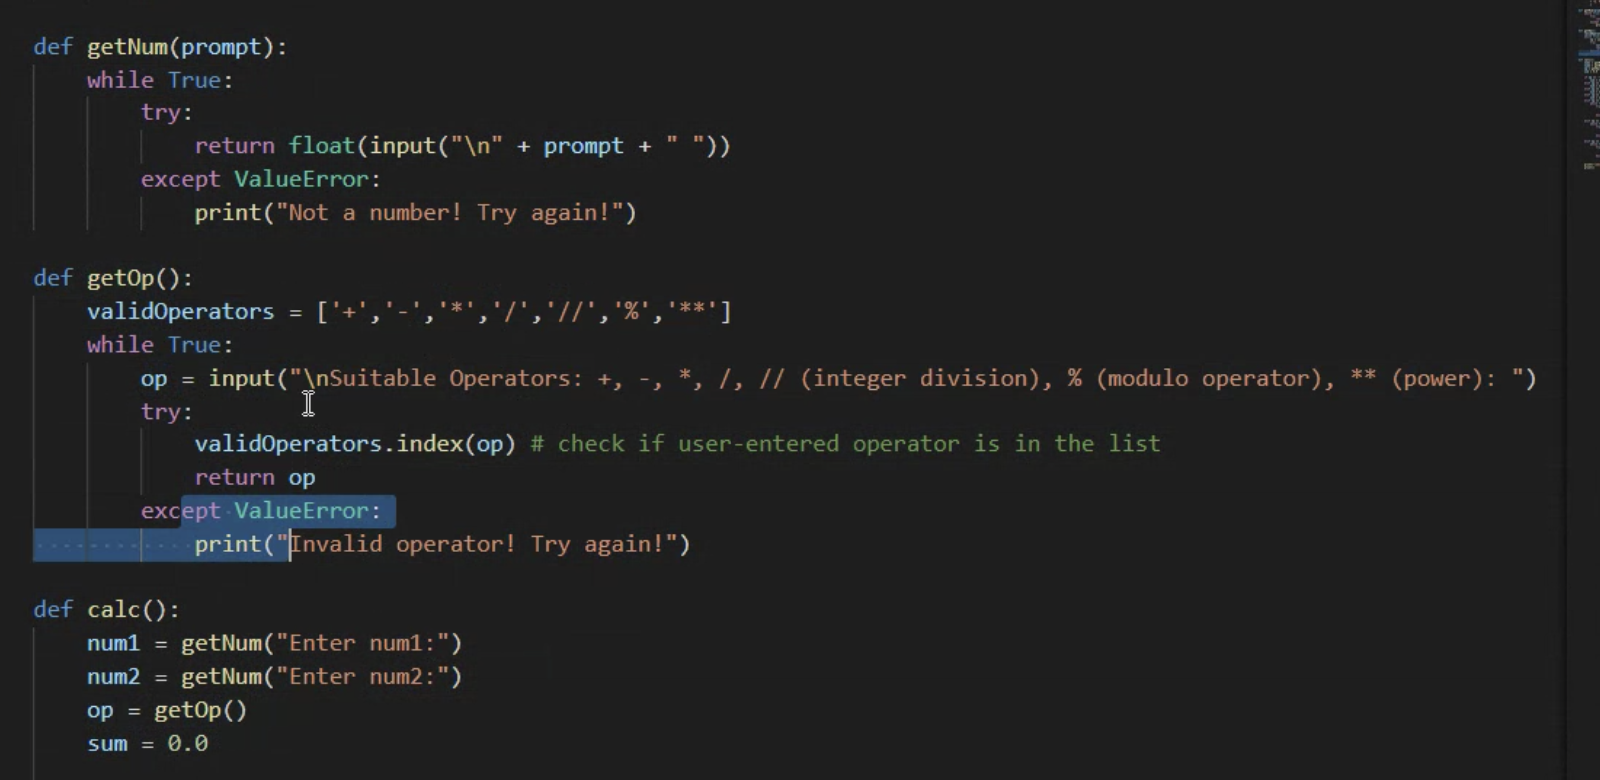 def getNum(prompt):
    while True:
        try:
            return float(input("\n" + prompt + " "))
        except ValueError:
            print("Not a number! Try again!")
def getOp():
    validOperators = ['+','-','*','/','//','%','**']
    while True:
        op = input("\nSuitable Operators: +, -, *, /, // (integer division), % (modulo operator), ** (power): ")
        try:
            validOperators.index(op) # check if user-entered operator is in the list
            return op
        except ValueError:
            print("Invalid operator! Try again!")
def calc():
    num1 = getNum("Enter num1:")
    num2 = getNum("Enter num2:")
    op = getOp()
    sum = 0.0